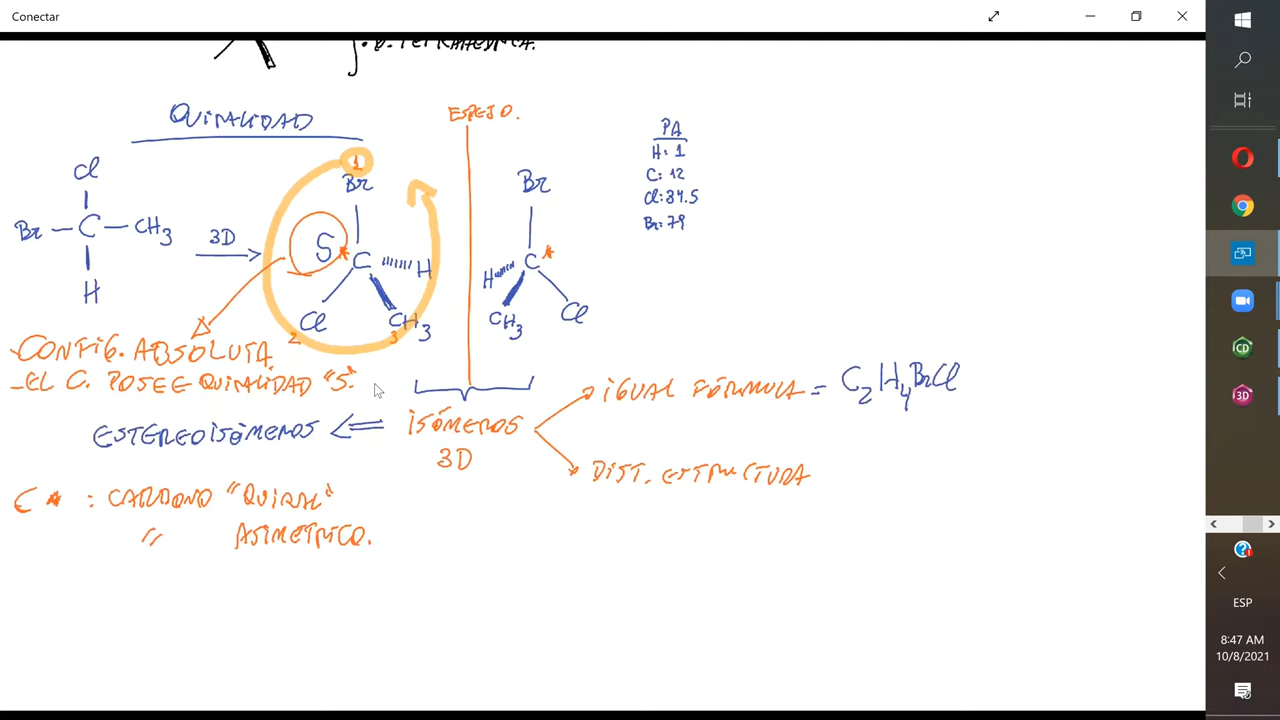 Conectar
. D. TETRAHEDRICA.
QUIRALIDAD
ESPEJO.
PA
H: 1
C: 12
Cl: 34.5
Br: 79
Cl
Br — C — CH3
H
3D
1
Br
S
* C H
Cl
2
CH3
3
Br
H C *
CH3
Cl
-CONFIG. ABSOLUTA
-EL C. POSEE QUIRALIDAD "S".
ESTEREOISÓMEROS ⇐ ISÓMEROS
3D
IGUAL FÓRMULA = C2H4BrCl
DIST. ESTRUCTURA
C * : CARBONO "QUIRAL"
" ASIMETRICO.
ESP
8:47 AM
10/8/2021